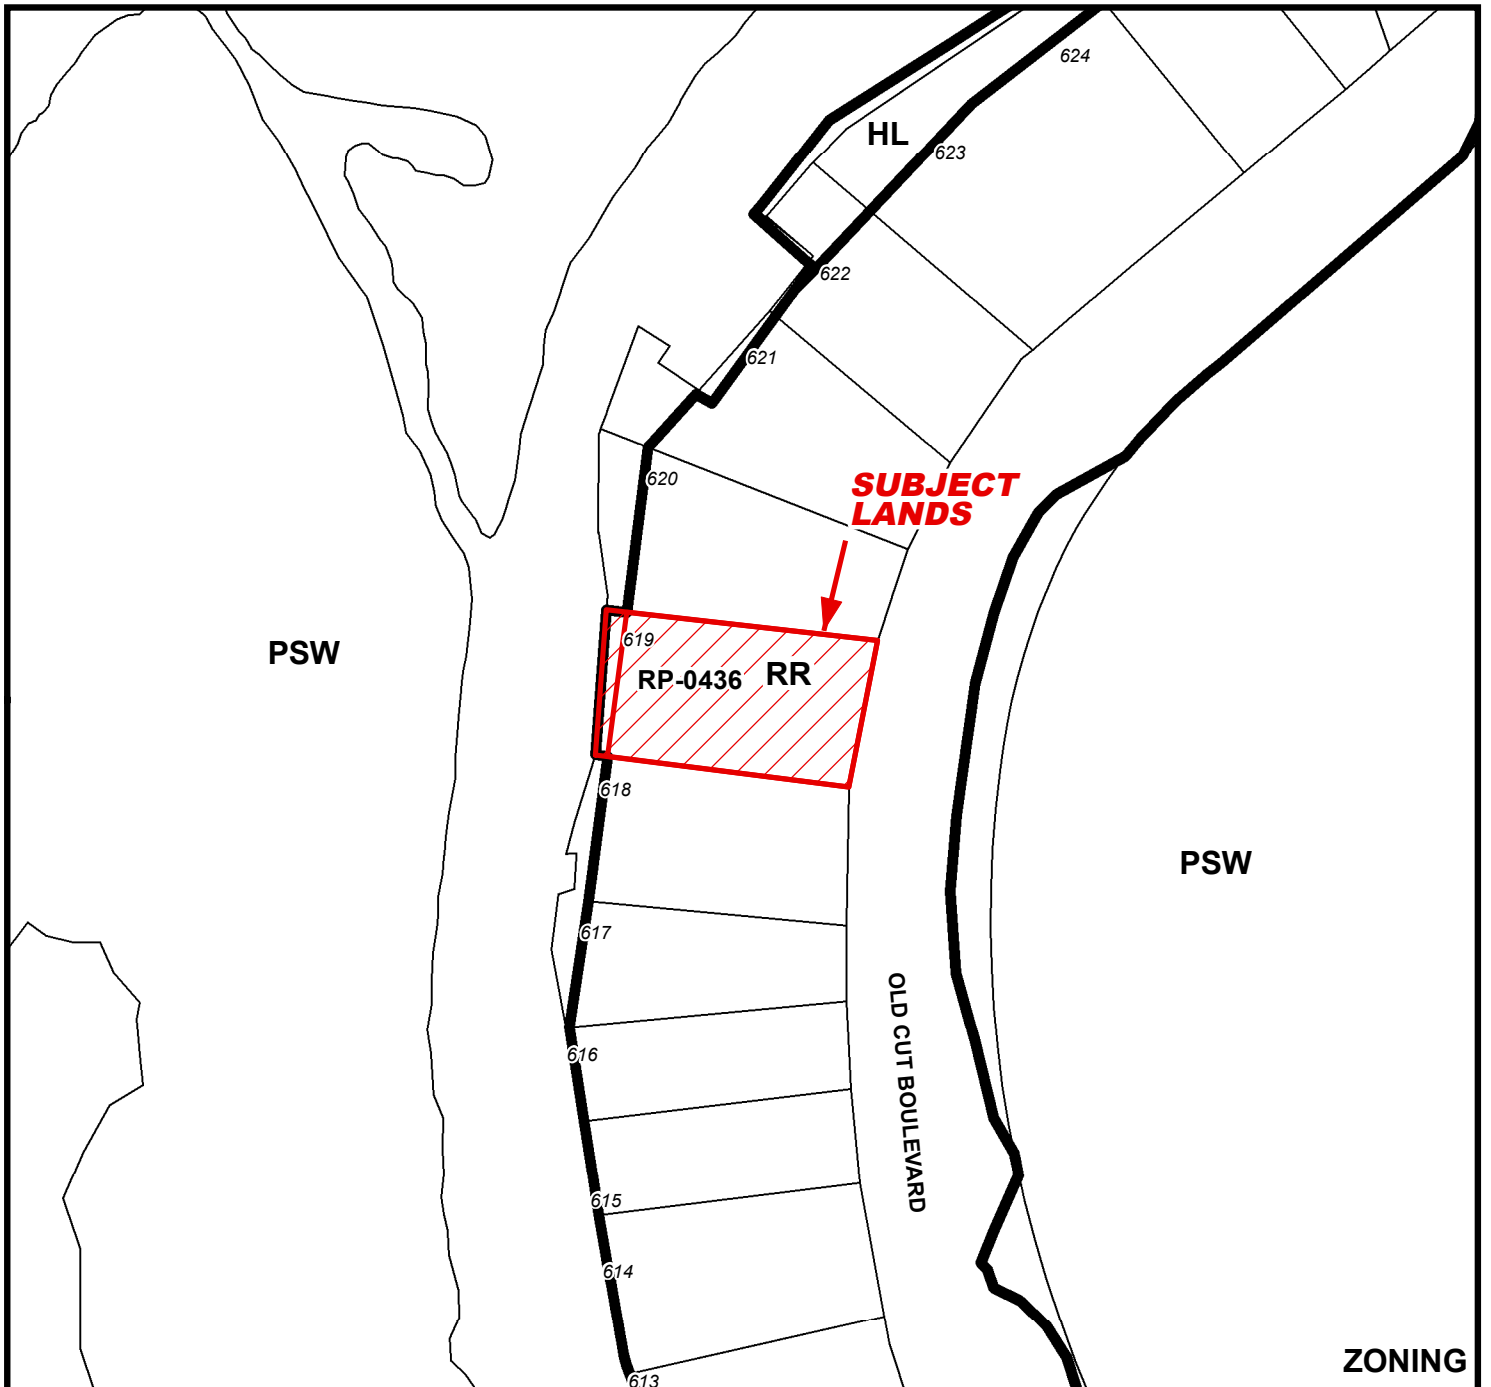 624
HL
623
622
621
620
SUBJECT
LANDS
619
PSW
RP-0436
RR
618
PSW
617
OLD CUT BOULEVARD
616
615
614
ZONING
613